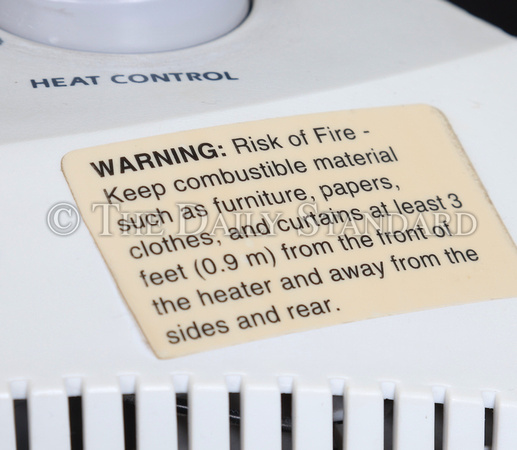 HEAT CONTROL
WARNING: Risk of Fire -
Keep combustible material
such as furniture, papers,
clothes, and curtains at least 3
feet (0.9 m) from the front of
the heater and away from the
sides and rear.
© The Daily Standard